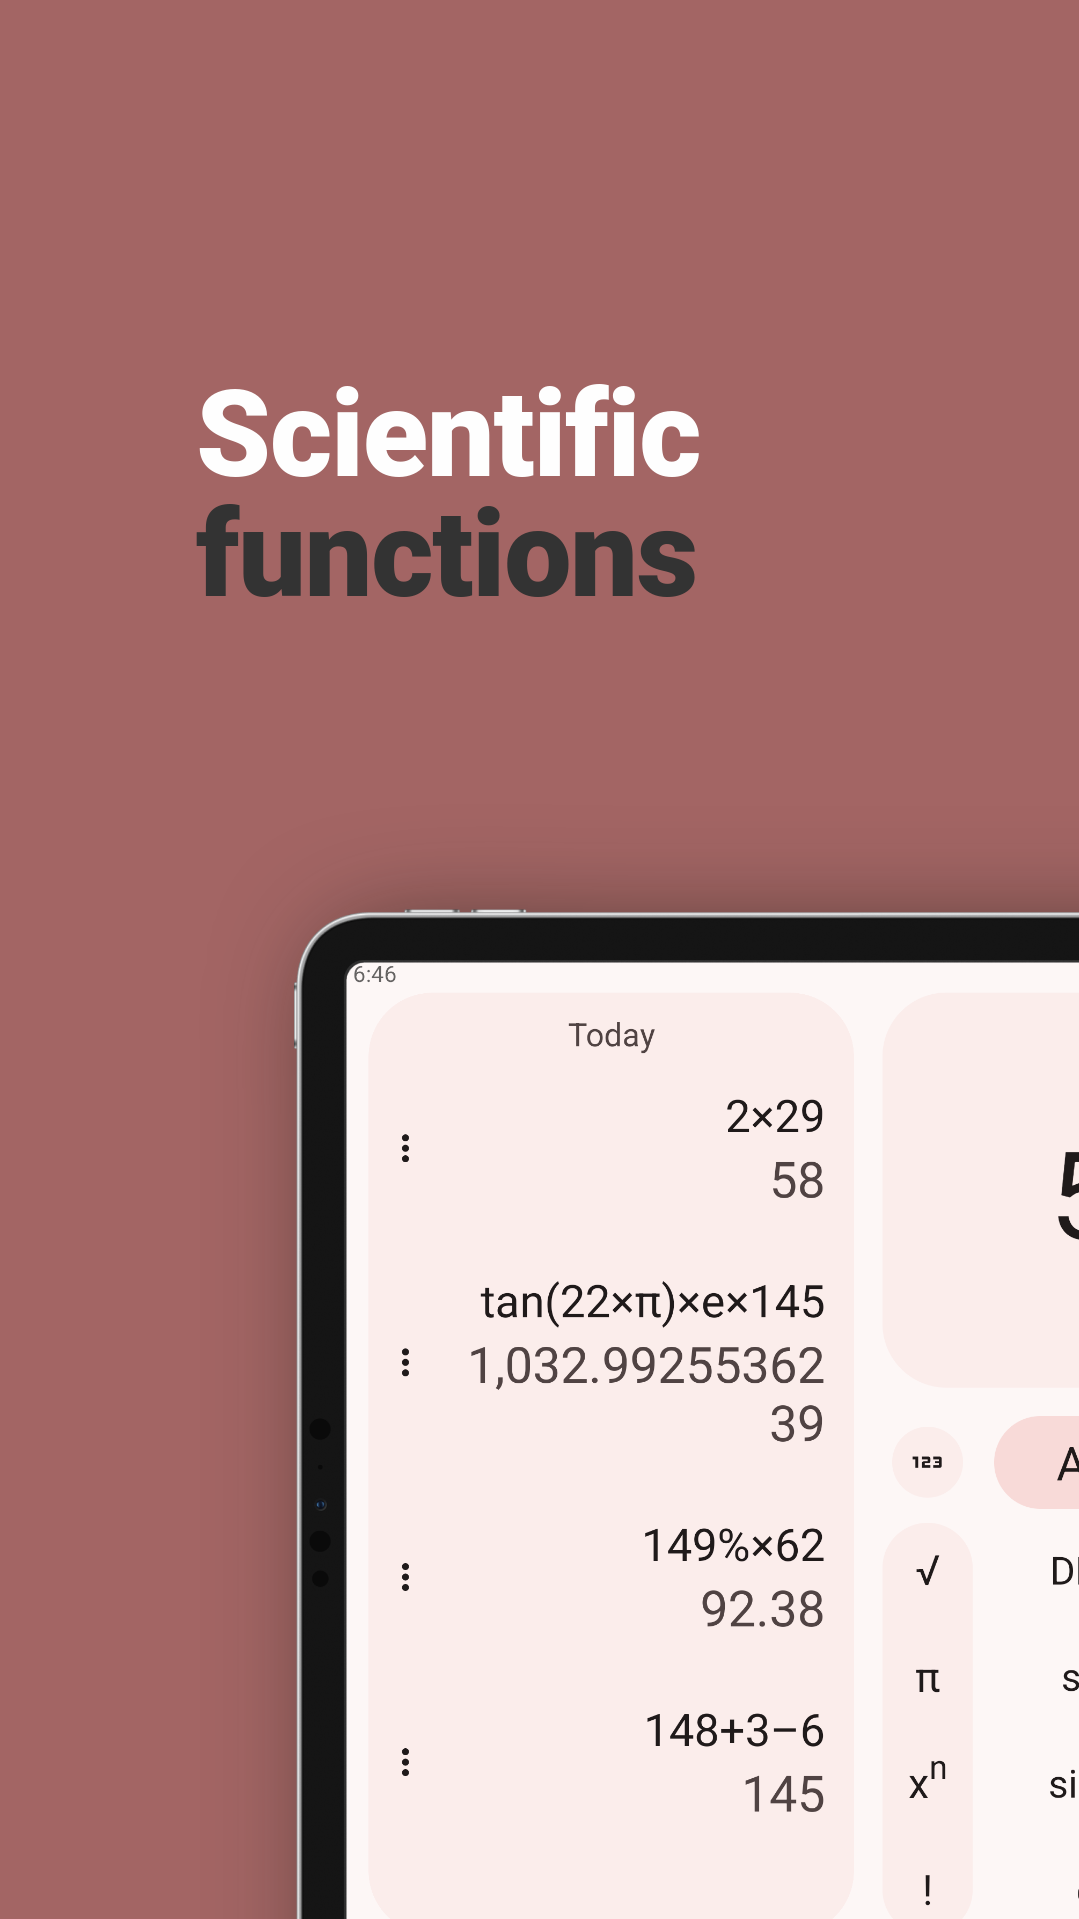 Scientific
functions
6:46
Today
2×29
58
tan(22×π)×e×145
1,032.99255362
39
149%×62
92.38
148+3−6
145
123
√
π
xⁿ
!